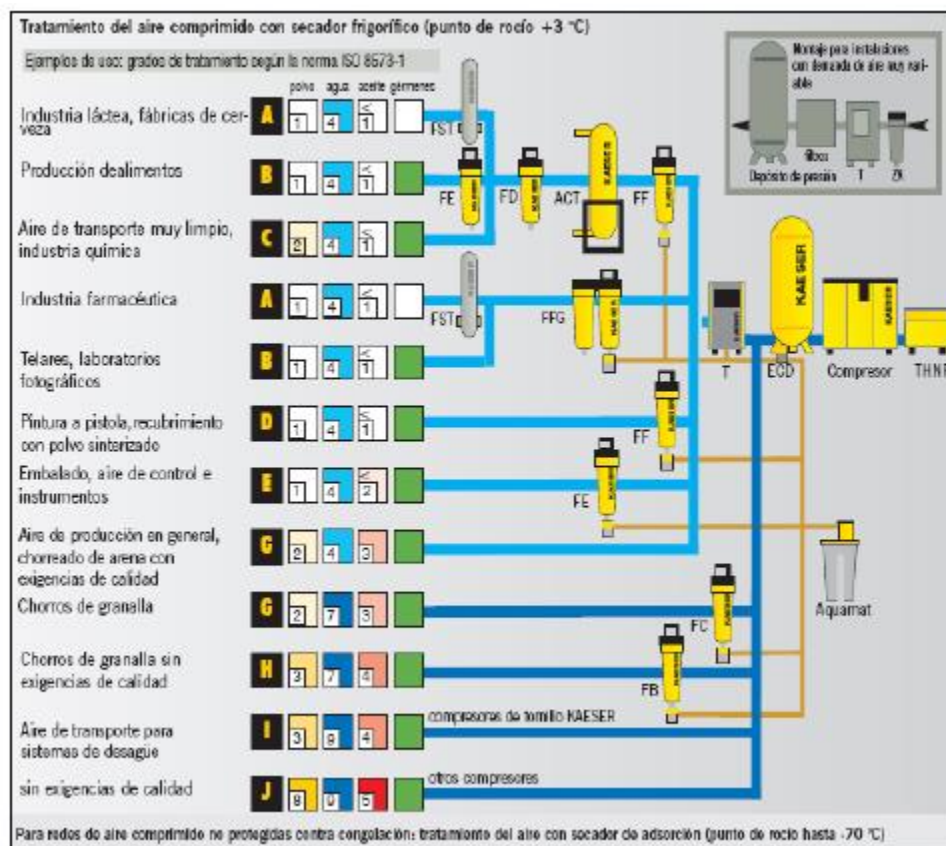 Tratamiento del aire comprimido con secador frigorífico (punto de rocío +3 °C)
Ejemplos de uso: grados de tratamiento según la norma ISO 8573-1
polvo agua aceite gérmenes
Industria láctea, fábricas de cer-
veza
A 1 4 <1
FST
Producción dealimentos
B 1 4 <1
FE FD ACT FF
KAESER
Aire de transporte muy limpio,
industria química
C 2 4 <1
Industria farmacéutica
A 1 4 <1
FST FFG
Telares, laboratorios
fotográficos
B 1 4 <1
Pintura a pistola, recubrimiento
con polvo sinterizado
D 1 4 <1
FF
Embalado, aire de control e
instrumentos
E 1 4 <2
FE
Aire de producción en general,
chorreado de arena con
exigencias de calidad
G 2 4 3
Chorros de granalla
G 2 7 3
FC
Chorros de granalla sin
exigencias de calidad
H 3 7 4
FB
Aire de transporte para
sistemas de desagüe
I 3 9 4
compresores de tornillo KAESER
sin exigencias de calidad
J 8 9 5
otros compresores
Montaje para instalaciones
con demanda de aire muy vari-
able
filtros
Depósito de presión T ZK
KAESER
KAESER
T ECD Compresor THNF
Aquamat
Para redes de aire comprimido no protegidas contra congelación: tratamiento del aire con secador de adsorción (punto de rocío hasta -70 °C)